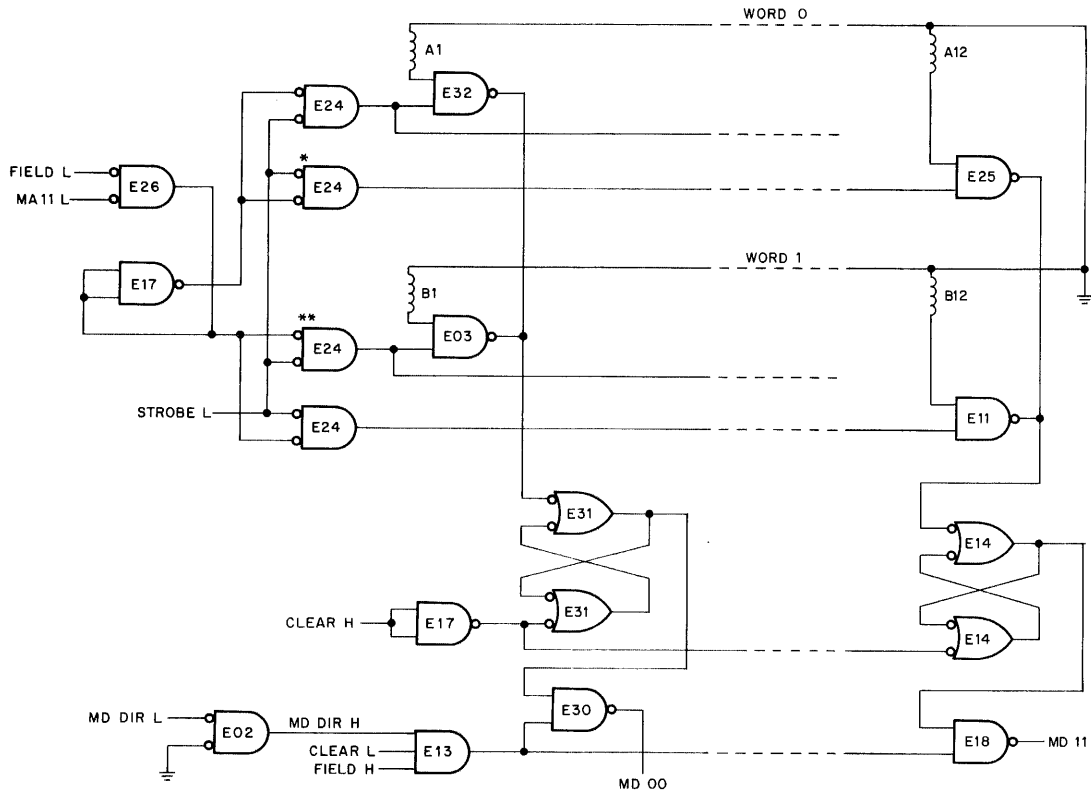 WORD 0
A1
A12
E32
E24
*
E24
FIELD L
MA11 L
E26
E25
E17
WORD 1
B1
B12
**
E24
E03
STROBE L
E24
E11
E31
E14
E31
E14
CLEAR H
E17
MD DIR L
E02
MD DIR H
CLEAR L
FIELD H
E13
E30
E18
MD 11
MD 00